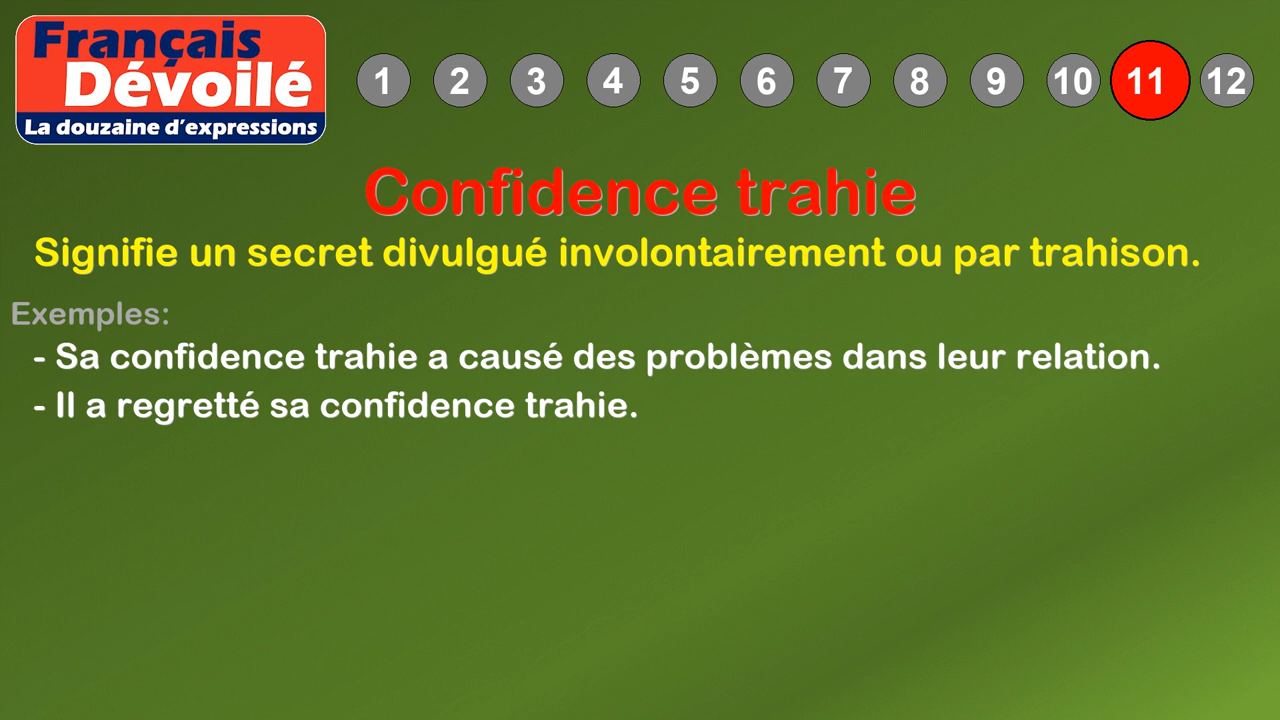 Français
Dévoilé
La douzaine d'expressions
1 2 3 4 5 6 7 8 9 10 11 12
Confidence trahie
Signifie un secret divulgué involontairement ou par trahison.
Exemples:
- Sa confidence trahie a causé des problèmes dans leur relation.
- Il a regretté sa confidence trahie.